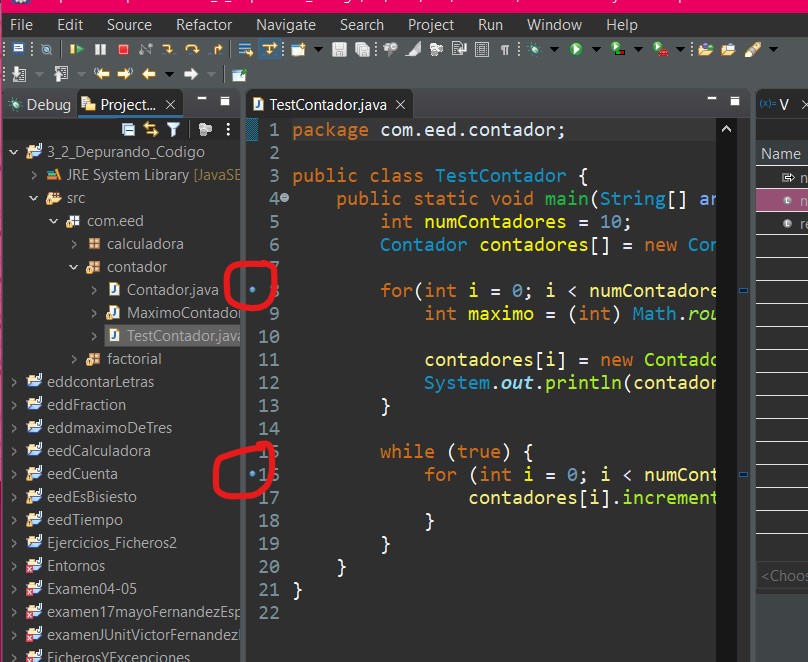 File Edit Source Refactor Navigate Search Project Run Window Help
Debug Project...
TestContador.java
V
3_2_Depurando_Codigo
JRE System Library [JavaSE
src
com.eed
calculadora
contador
Contador.java
MaximoContador
TestContador.java
factorial
eddcontarLetras
eddFraction
eddmaximoDeTres
eedCalculadora
eedCuenta
eedEsBisiesto
eedTiempo
Ejercicios_Ficheros2
Entornos
Examen04-05
examen17mayoFernandezEsp
examenJUnitVictorFernandez
FicherosYExcepciones
1 package com.eed.contador;
2
3 public class TestContador {
4 public static void main(String[] ar
5 int numContadores = 10;
6 Contador contadores[] = new Con
7
8 for(int i = 0; i < numContadore
9 int maximo = (int) Math.rou
10
11 contadores[i] = new Contado
12 System.out.println(contador
13 }
14
15 while (true) {
16 for (int i = 0; i < numCont
17 contadores[i].increment
18 }
19 }
20 }
21 }
22
Name
n
n
re
<Choos